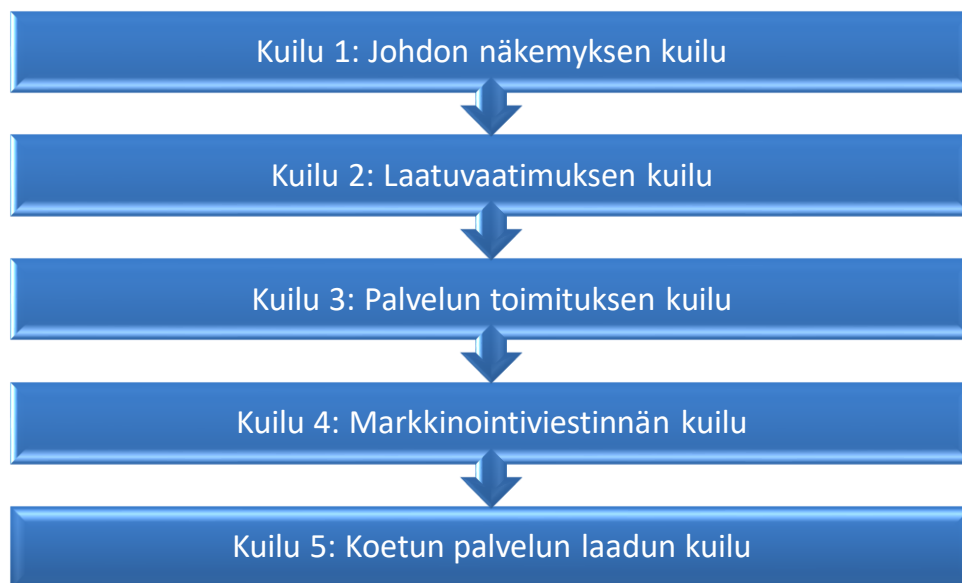 Kuilu 1: Johdon näkemyksen kuilu
Kuilu 2: Laatuvaatimuksen kuilu
Kuilu 3: Palvelun toimituksen kuilu
Kuilu 4: Markkinointiviestinnän kuilu
Kuilu 5: Koetun palvelun laadun kuilu